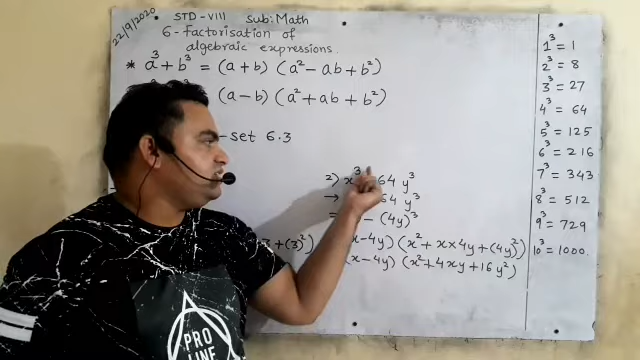 22/9/2020
STD-VIII Sub: Math
6-Factorisation of
algebraic expressions.
* a³ + b³ = (a+b) (a² - ab + b²)
(a-b) (a² + ab + b²)
-set 6.3
2) x³ 64 y³
→ 64 y³
= - (4y)³
3 + (3)²)
x-4y) (x² + x×4y + (4y)²)
(x-4y) (x² + 4xy + 16y²)
1³ = 1
2³ = 8
3³ = 27
4³ = 64
5³ = 125
6³ = 216
7³ = 343
8³ = 512
9³ = 729
10³ = 1000.
PRO
LINE